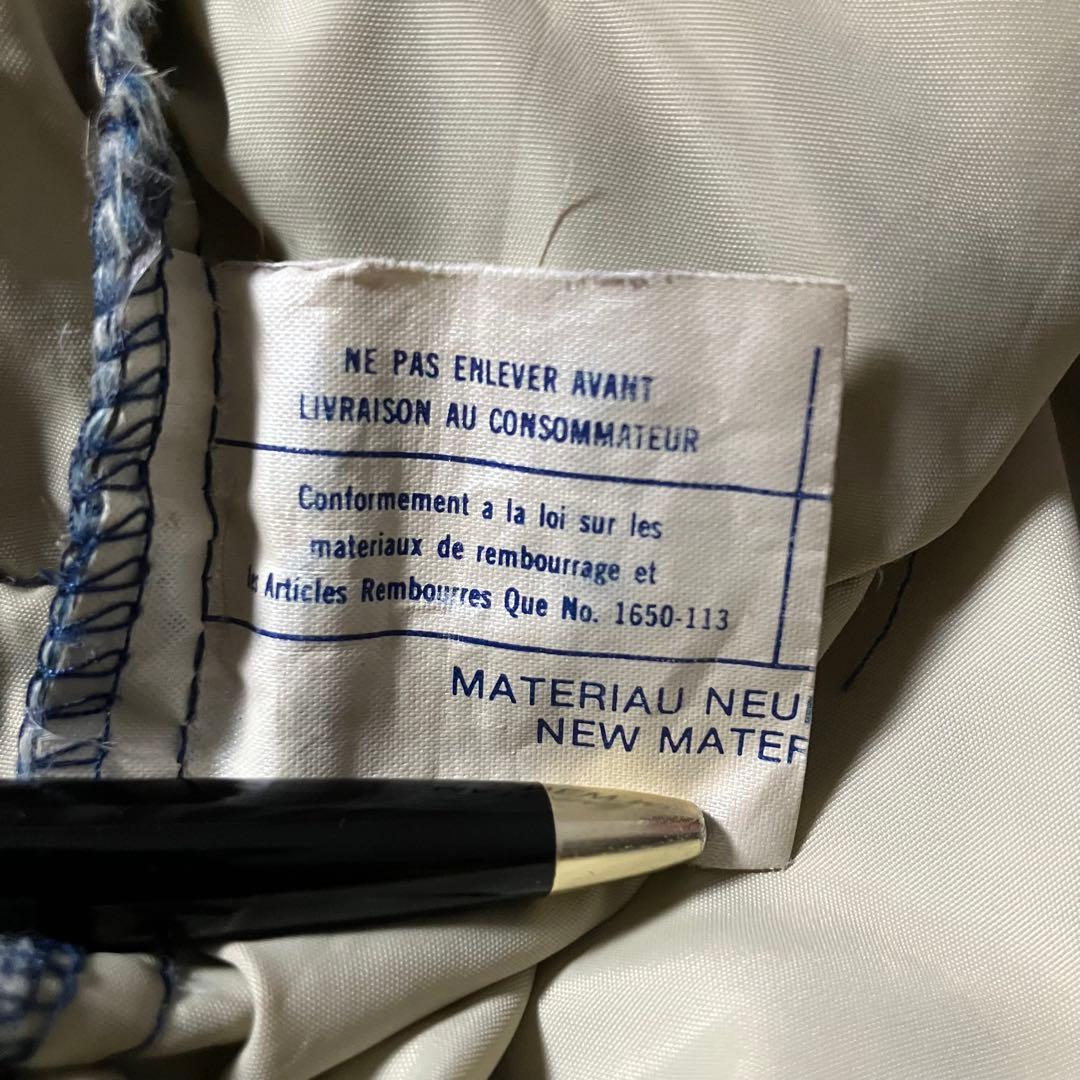 NE PAS ENLEVER AVANT
LIVRAISON AU CONSOMMATEUR
Conformement a la loi sur les
materiaux de rembourrage et
Articles Rembourres Que No. 1650-113
MATERIAU NEU
NEW MATER